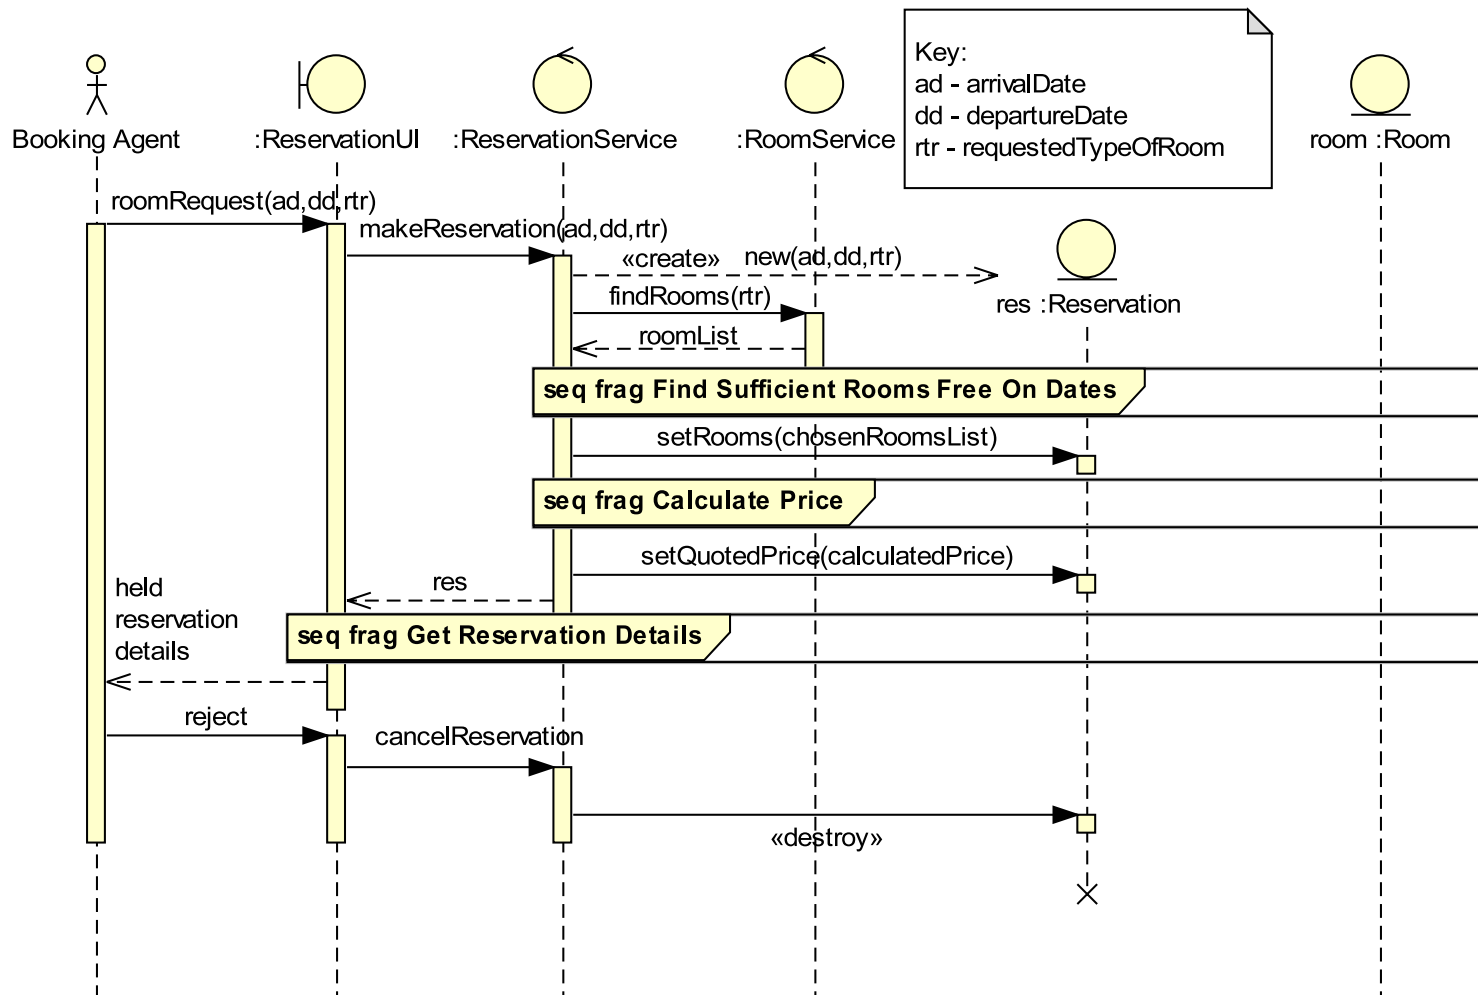 Key:
ad - arrivalDate
dd - departureDate
rtr - requestedTypeOfRoom
Booking Agent
:ReservationUI
:ReservationService
:RoomService
room :Room
roomRequest(ad,dd,rtr)
makeReservation(ad,dd,rtr)
«create» new(ad,dd,rtr)
res :Reservation
findRooms(rtr)
roomList
seq frag Find Sufficient Rooms Free On Dates
setRooms(chosenRoomsList)
seq frag Calculate Price
setQuotedPrice(calculatedPrice)
res
held
reservation
details
seq frag Get Reservation Details
reject
cancelReservation
«destroy»